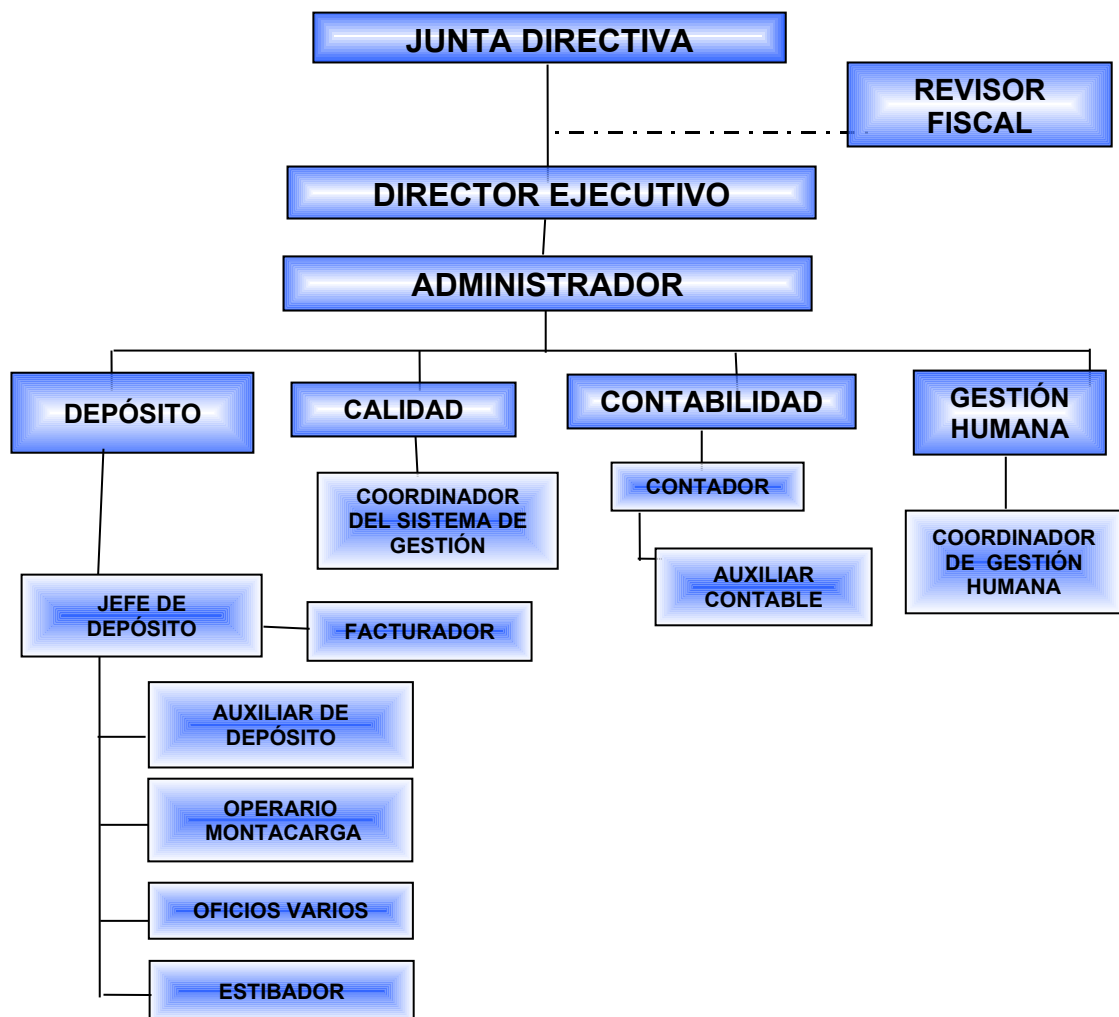 JUNTA DIRECTIVA
REVISOR
FISCAL
DIRECTOR EJECUTIVO
ADMINISTRADOR
DEPÓSITO
CALIDAD
CONTABILIDAD
GESTIÓN
HUMANA
COORDINADOR
DEL SISTEMA DE
GESTIÓN
CONTADOR
AUXILIAR
CONTABLE
COORDINADOR
DE GESTIÓN
HUMANA
JEFE DE
DEPÓSITO
FACTURADOR
AUXILIAR DE
DEPÓSITO
OPERARIO
MONTACARGA
OFICIOS VARIOS
ESTIBADOR